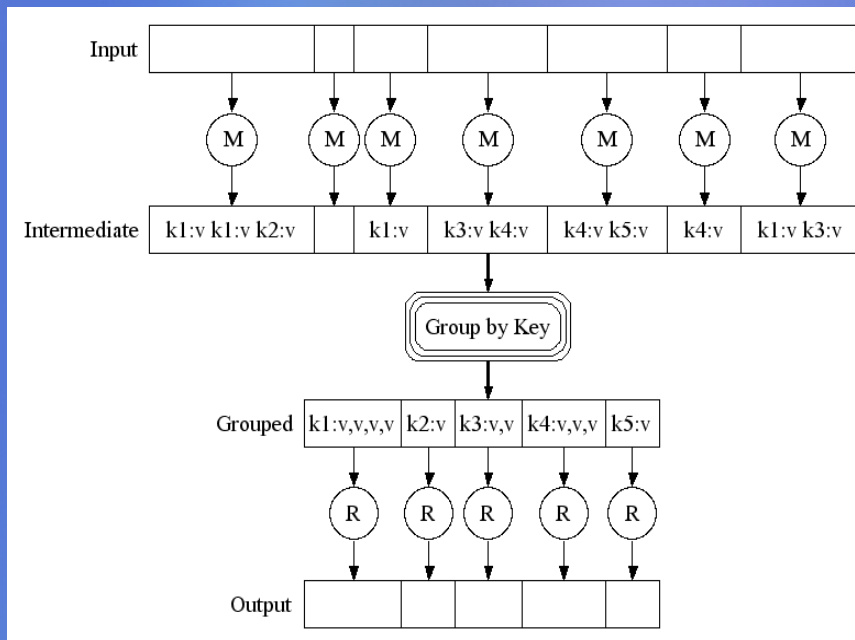 Input
M M M M M M M
Intermediate k1:v k1:v k2:v k1:v k3:v k4:v k4:v k5:v k4:v k1:v k3:v
Group by Key
Grouped k1:v,v,v,v k2:v k3:v,v k4:v,v,v k5:v
R R R R R
Output